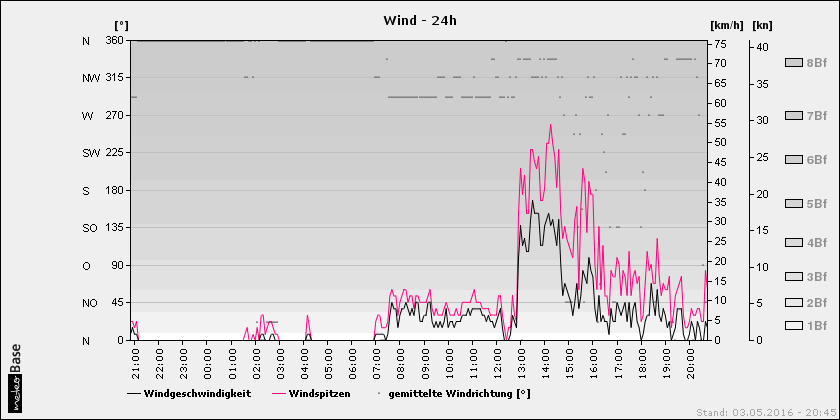 Wind - 24h
[°] [km/h] [kn]
N 360 75 40
8Bf
NW 315 70 65 35
W 270 60 55 30 7Bf
SW 225 50 45 25 6Bf
S 180 40 35 20 5Bf
SO 135 30 25 15 4Bf
O 90 20 15 10 3Bf
NO 45 10 5 2Bf
1Bf
N 0 5 0 0
21:00 22:00 23:00 00:00 01:00 02:00 03:00 04:00 05:00 06:00 07:00 08:00 09:00 10:00 11:00 12:00 13:00 14:00 15:00 16:00 17:00 18:00 19:00 20:00
Windgeschwindigkeit Windspitzen gemittelte Windrichtung [°]
meteoBase
Stand: 03.05.2016 - 20:45